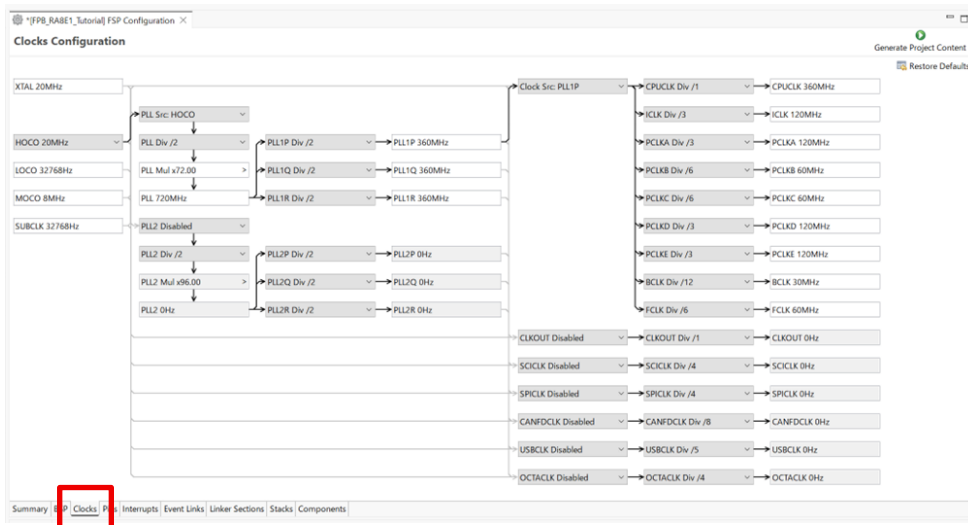 *[FPB_RA8E1_Tutorial] FSP Configuration
Clocks Configuration
Generate Project Content
Restore Defaults
XTAL 20MHz
Clock Src: PLL1P
CPUCLK Div /1
CPUCLK 360MHz
PLL Src: HOCO
ICLK Div /3
ICLK 120MHz
HOCO 20MHz
PLL Div /2
PLL1P Div /2
PLL1P 360MHz
PCLKA Div /3
PCLKA 120MHz
LOCO 32768Hz
PLL Mul x72.00 >
PLL1Q Div /2
PLL1Q 360MHz
PCLKB Div /6
PCLKB 60MHz
MOCO 8MHz
PLL 720MHz
PLL1R Div /2
PLL1R 360MHz
PCLKC Div /6
PCLKC 60MHz
SUBCLK 32768Hz
PLL2 Disabled
PCLKD Div /3
PCLKD 120MHz
PLL2 Div /2
PLL2P Div /2
PLL2P 0Hz
PCLKE Div /3
PCLKE 120MHz
PLL2 Mul x96.00 >
PLL2Q Div /2
PLL2Q 0Hz
BCLK Div /12
BCLK 30MHz
PLL2 0Hz
PLL2R Div /2
PLL2R 0Hz
FCLK Div /6
FCLK 60MHz
CLKOUT Disabled
CLKOUT Div /1
CLKOUT 0Hz
SCICLK Disabled
SCICLK Div /4
SCICLK 0Hz
SPICLK Disabled
SPICLK Div /4
SPICLK 0Hz
CANFDCLK Disabled
CANFDCLK Div /8
CANFDCLK 0Hz
USBCLK Disabled
USBCLK Div /5
USBCLK 0Hz
OCTACLK Disabled
OCTACLK Div /4
OCTACLK 0Hz
Summary Clocks Interrupts Event Links Linker Sections Stacks Components